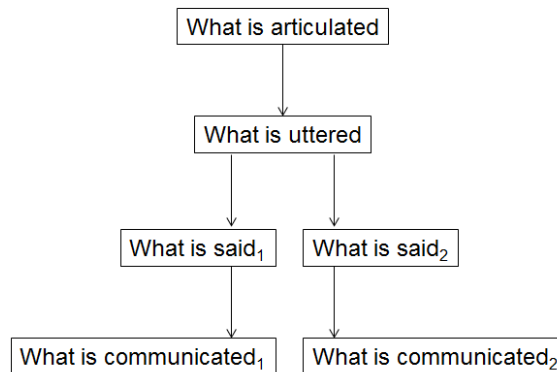 What is articulated
What is uttered
What is said₁
What is said₂
What is communicated₁
What is communicated₂